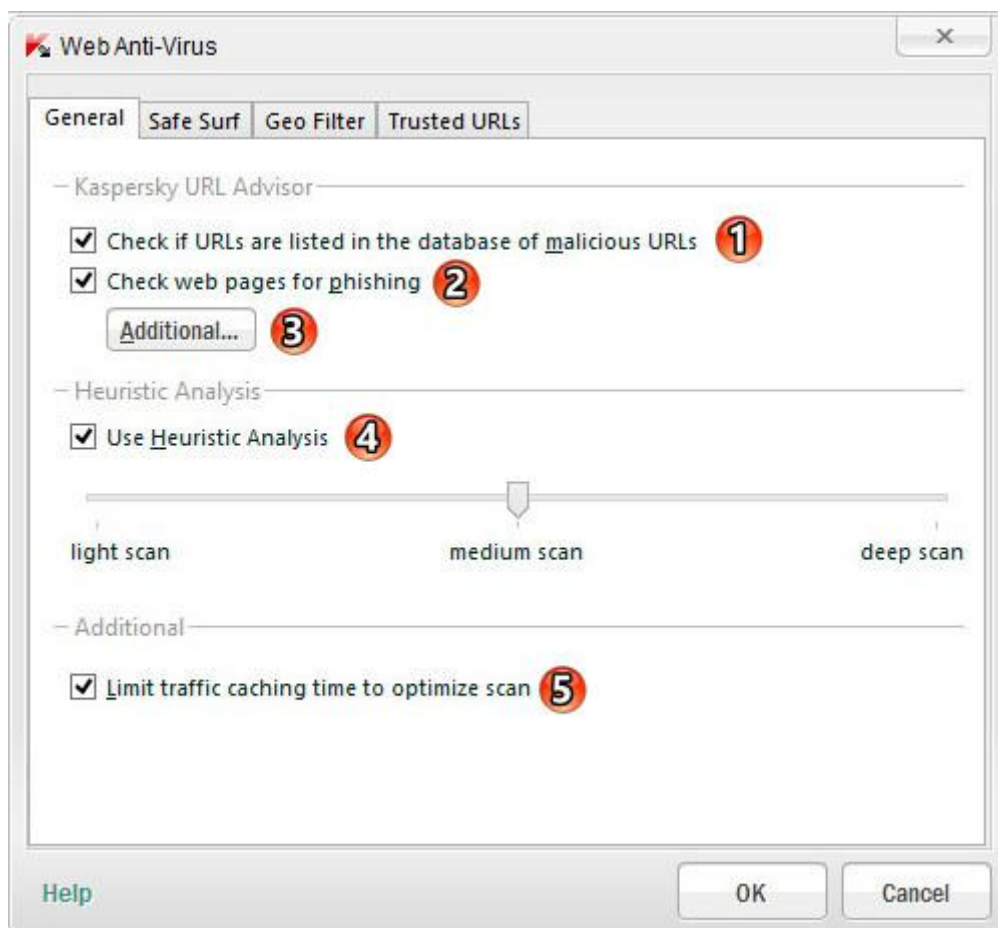 Web Anti-Virus
General Safe Surf Geo Filter Trusted URLs
Kaspersky URL Advisor
Check if URLs are listed in the database of malicious URLs 1
Check web pages for phishing 2
Additional... 3
Heuristic Analysis
Use Heuristic Analysis 4
light scan medium scan deep scan
Additional
Limit traffic caching time to optimize scan 5
Help OK Cancel